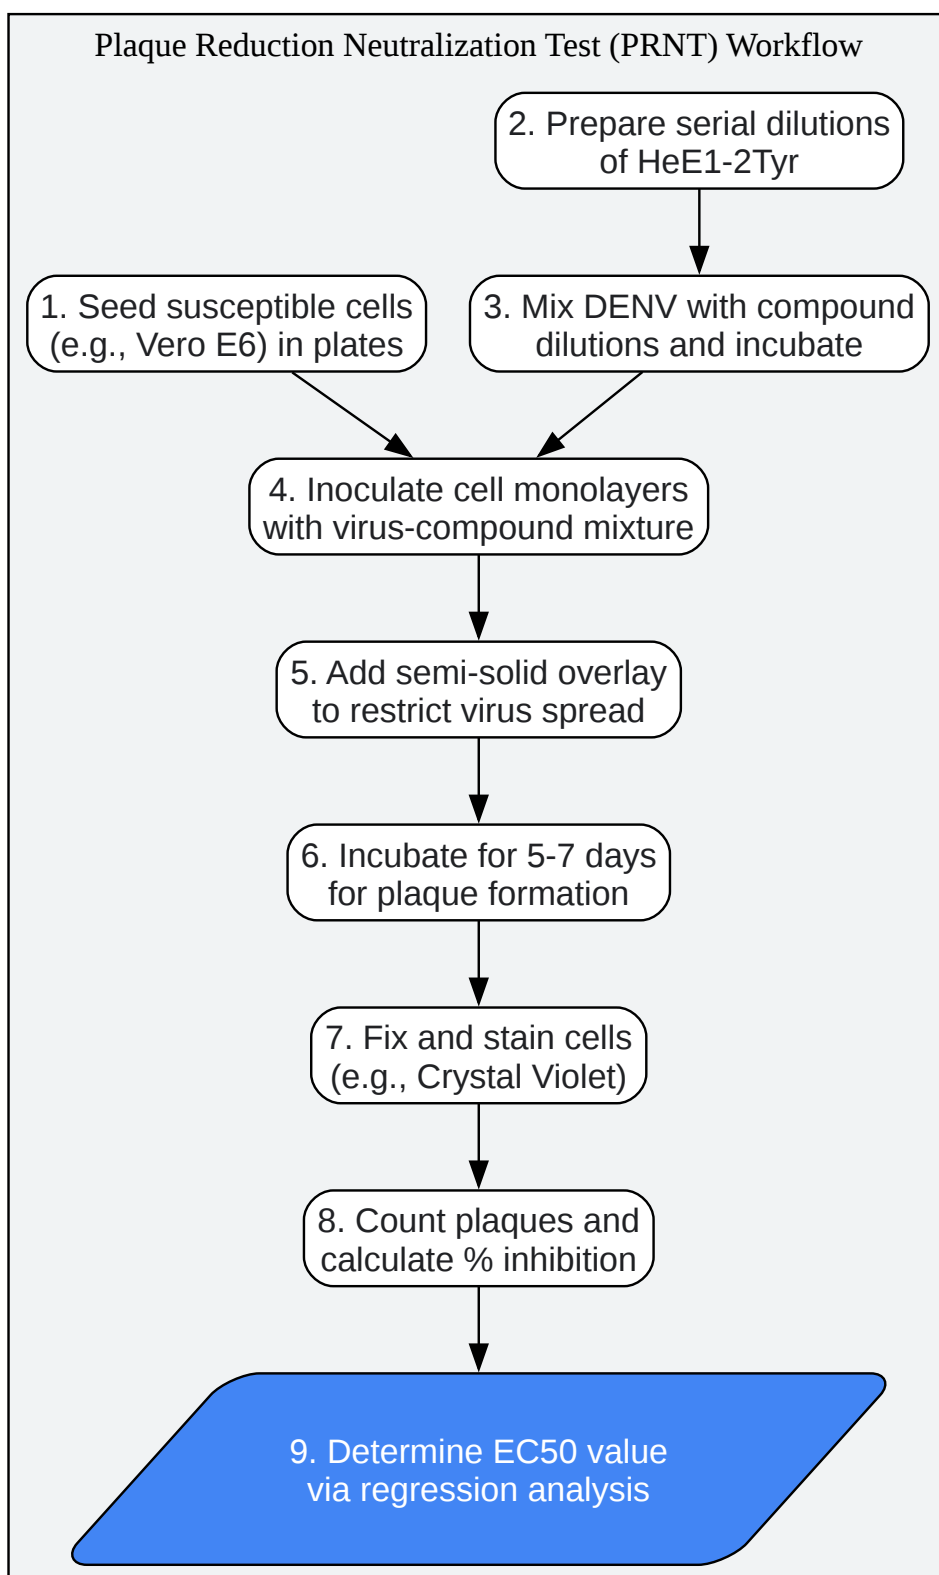 Plaque Reduction Neutralization Test (PRNT) Workflow
2. Prepare serial dilutions
of HeE1-2Tyr
1. Seed susceptible cells
(e.g., Vero E6) in plates
3. Mix DENV with compound
dilutions and incubate
4. Inoculate cell monolayers
with virus-compound mixture
5. Add semi-solid overlay
to restrict virus spread
6. Incubate for 5-7 days
for plaque formation
7. Fix and stain cells
(e.g., Crystal Violet)
8. Count plaques and
calculate % inhibition
9. Determine EC50 value
via regression analysis